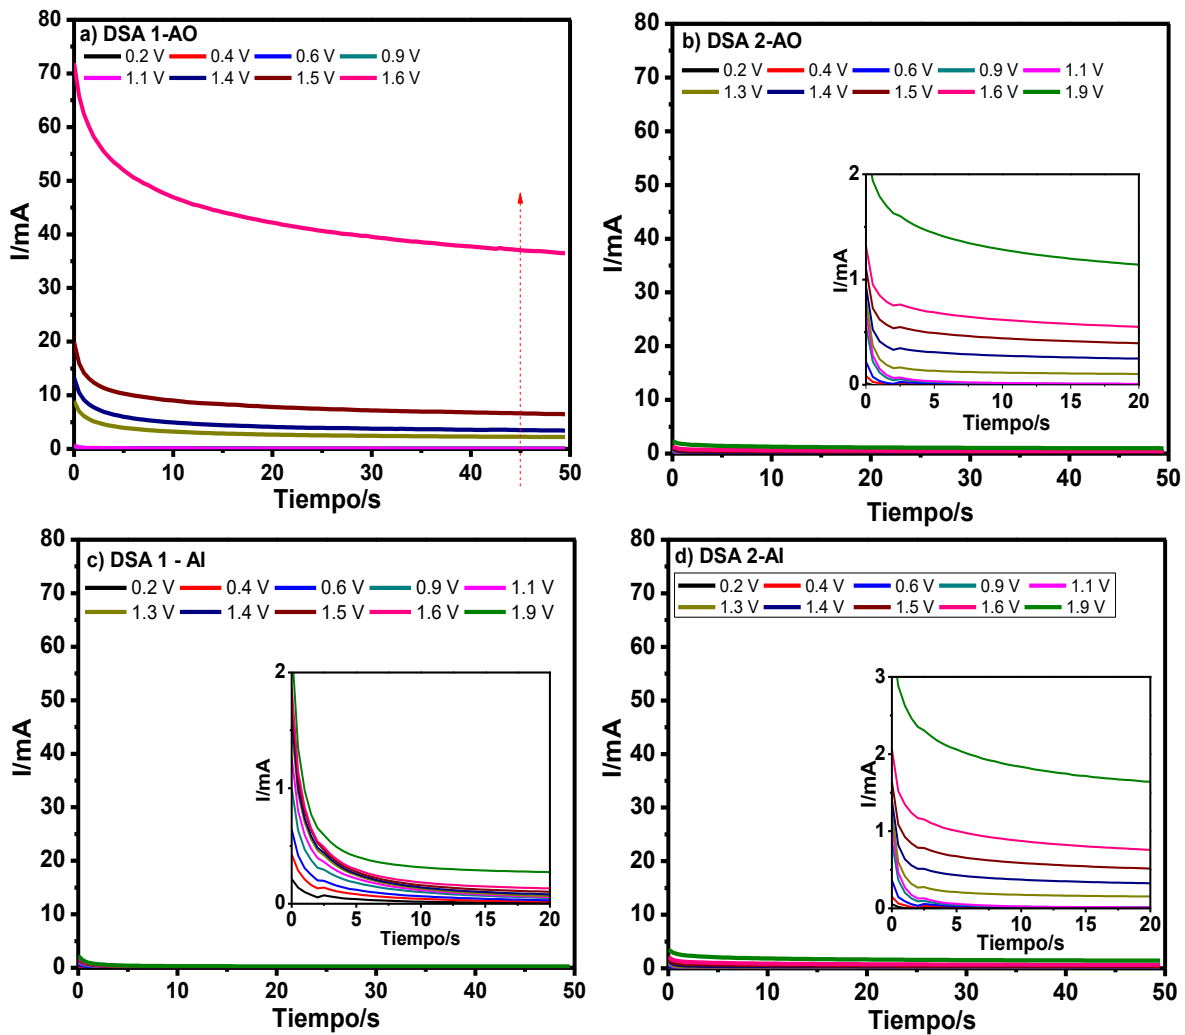 a) DSA 1-AO
0.2 V 0.4 V 0.6 V 0.9 V
1.1 V 1.4 V 1.5 V 1.6 V
80
70
60
50
40
30
20
10
0
I/mA
0 10 20 30 40 50
Tiempo/s
b) DSA 2-AO
0.2 V 0.4 V 0.6 V 0.9 V 1.1 V
1.3 V 1.4 V 1.5 V 1.6 V 1.9 V
80
70
60
50
40
30
20
10
0
I/mA
2
1
0
I/mA
0 5 10 15 20
Tiempo/s
0 10 20 30 40 50
Tiempo/s
c) DSA 1 - AI
0.2 V 0.4 V 0.6 V 0.9 V 1.1 V
1.3 V 1.4 V 1.5 V 1.6 V 1.9 V
80
70
60
50
40
30
20
10
0
I/mA
2
1
0
I/mA
0 5 10 15 20
Tiempo/s
0 10 20 30 40 50
Tiempo/s
d) DSA 2-AI
0.2 V 0.4 V 0.6 V 0.9 V 1.1 V
1.3 V 1.4 V 1.5 V 1.6 V 1.9 V
80
70
60
50
40
30
20
10
0
I/mA
3
2
1
0
I/mA
0 5 10 15 20
Tiempo/s
0 10 20 30 40 50
Tiempo/s